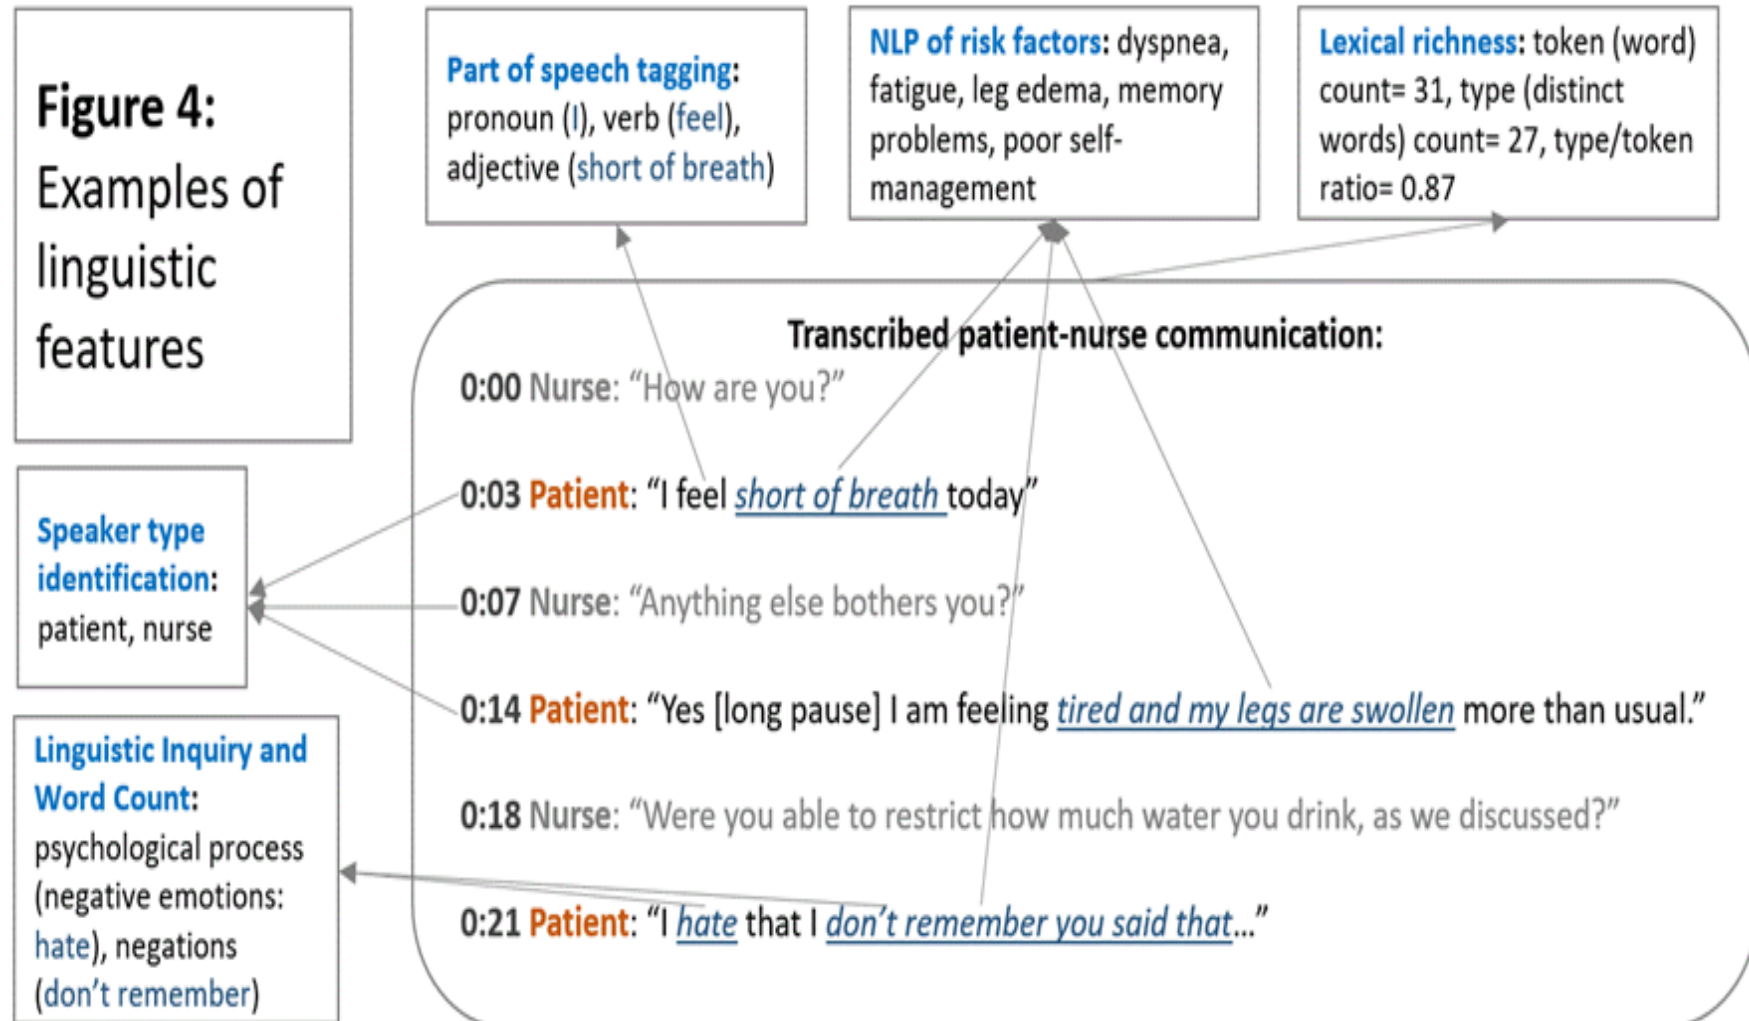 Figure 4:
Examples of
linguistic
features
Part of speech tagging:
pronoun (I), verb (feel),
adjective (short of breath)
NLP of risk factors: dyspnea,
fatigue, leg edema, memory
problems, poor self-
management
Lexical richness: token (word)
count= 31, type (distinct
words) count= 27, type/token
ratio= 0.87
Speaker type
identification:
patient, nurse
Linguistic Inquiry and
Word Count:
psychological process
(negative emotions:
hate), negations
(don’t remember)
Transcribed patient-nurse communication:
0:00 Nurse: “How are you?”
0:03 Patient: “I feel short of breath today”
0:07 Nurse: “Anything else bothers you?”
0:14 Patient: “Yes [long pause] I am feeling tired and my legs are swollen more than usual.”
0:18 Nurse: “Were you able to restrict how much water you drink, as we discussed?”
0:21 Patient: “I hate that I don’t remember you said that…”